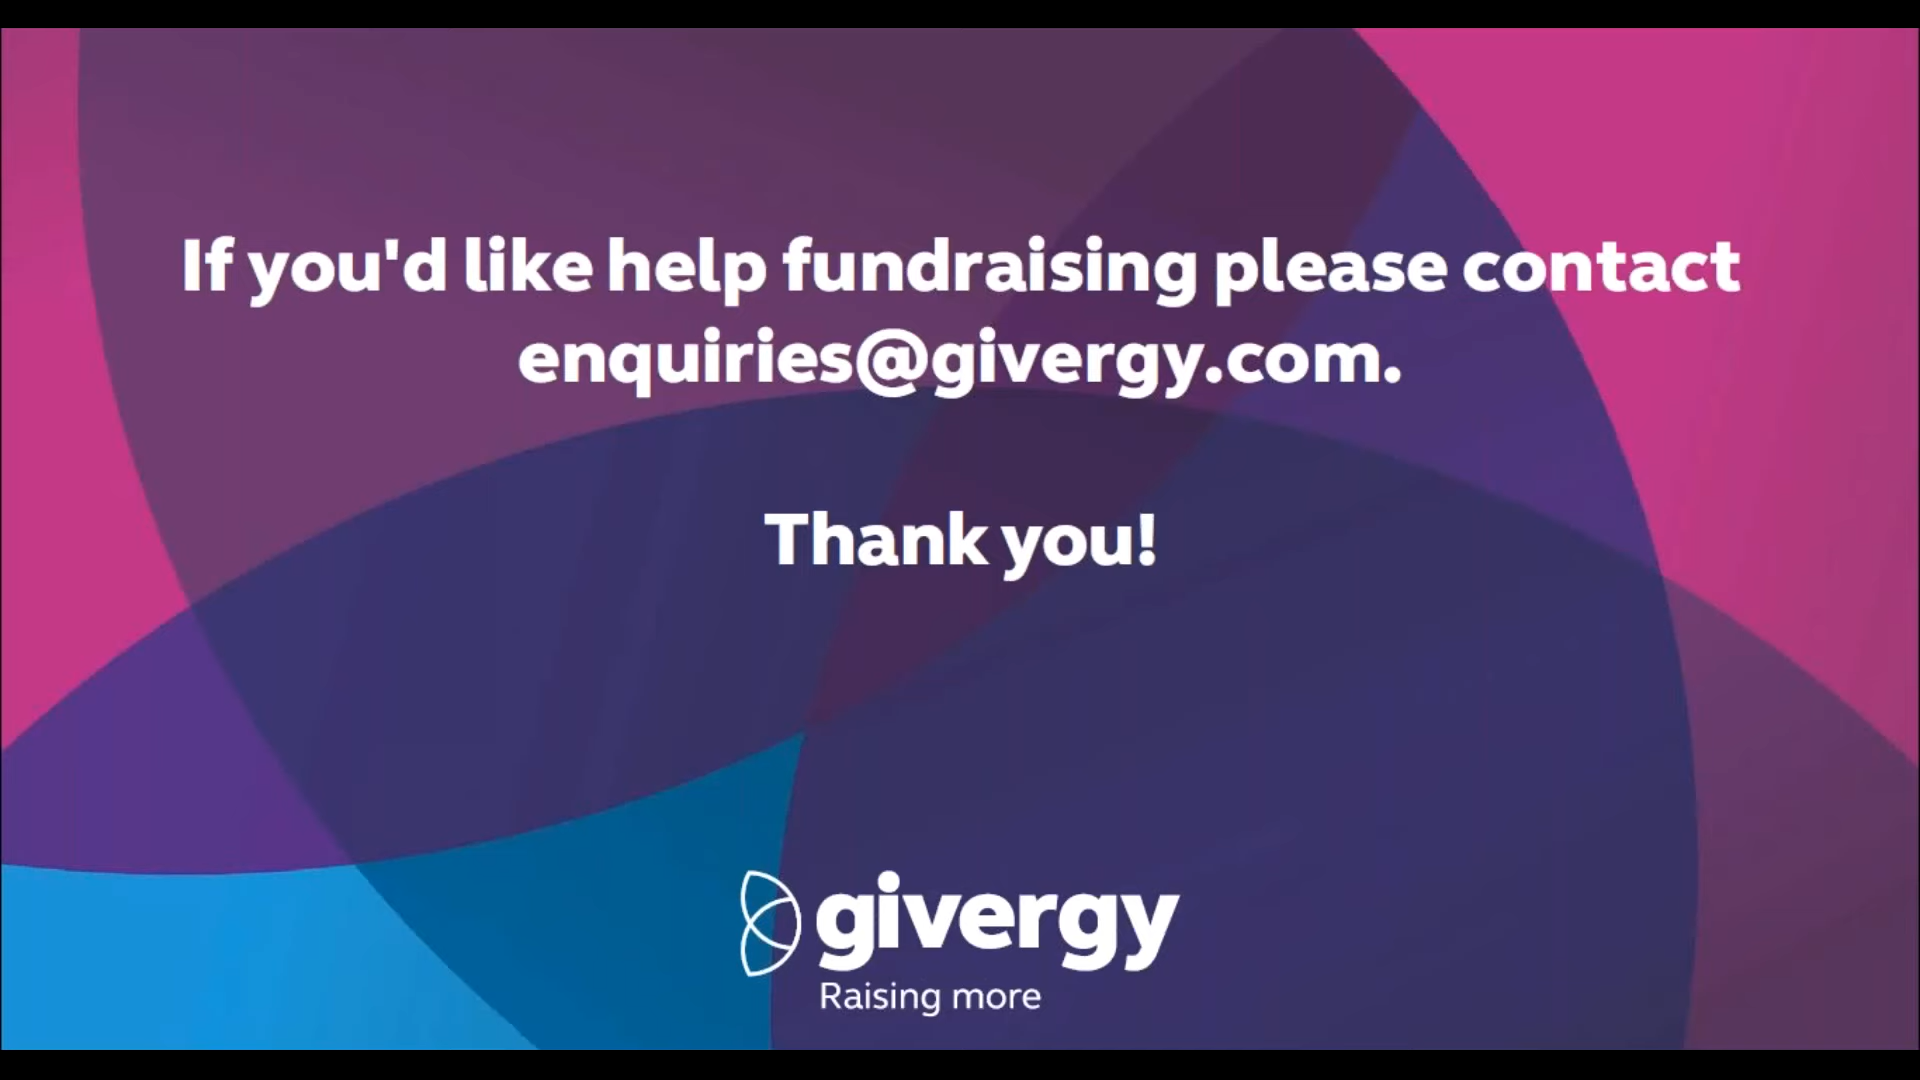 If you'd like help fundraising please contact
enquiries@givergy.com.
Thank you!
givergy
Raising more